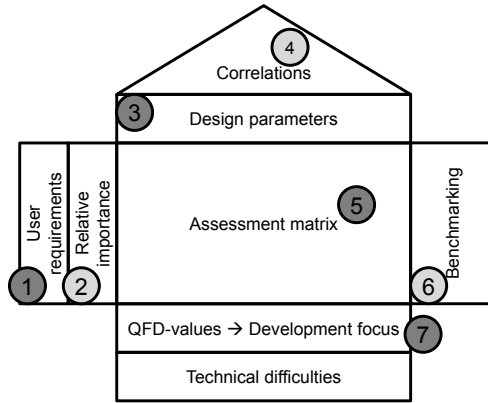 4
Correlations
3
Design parameters
User
requirements
Relative
importance
Assessment matrix
5
Benchmarking
1
2
6
QFD-values → Development focus
7
Technical difficulties